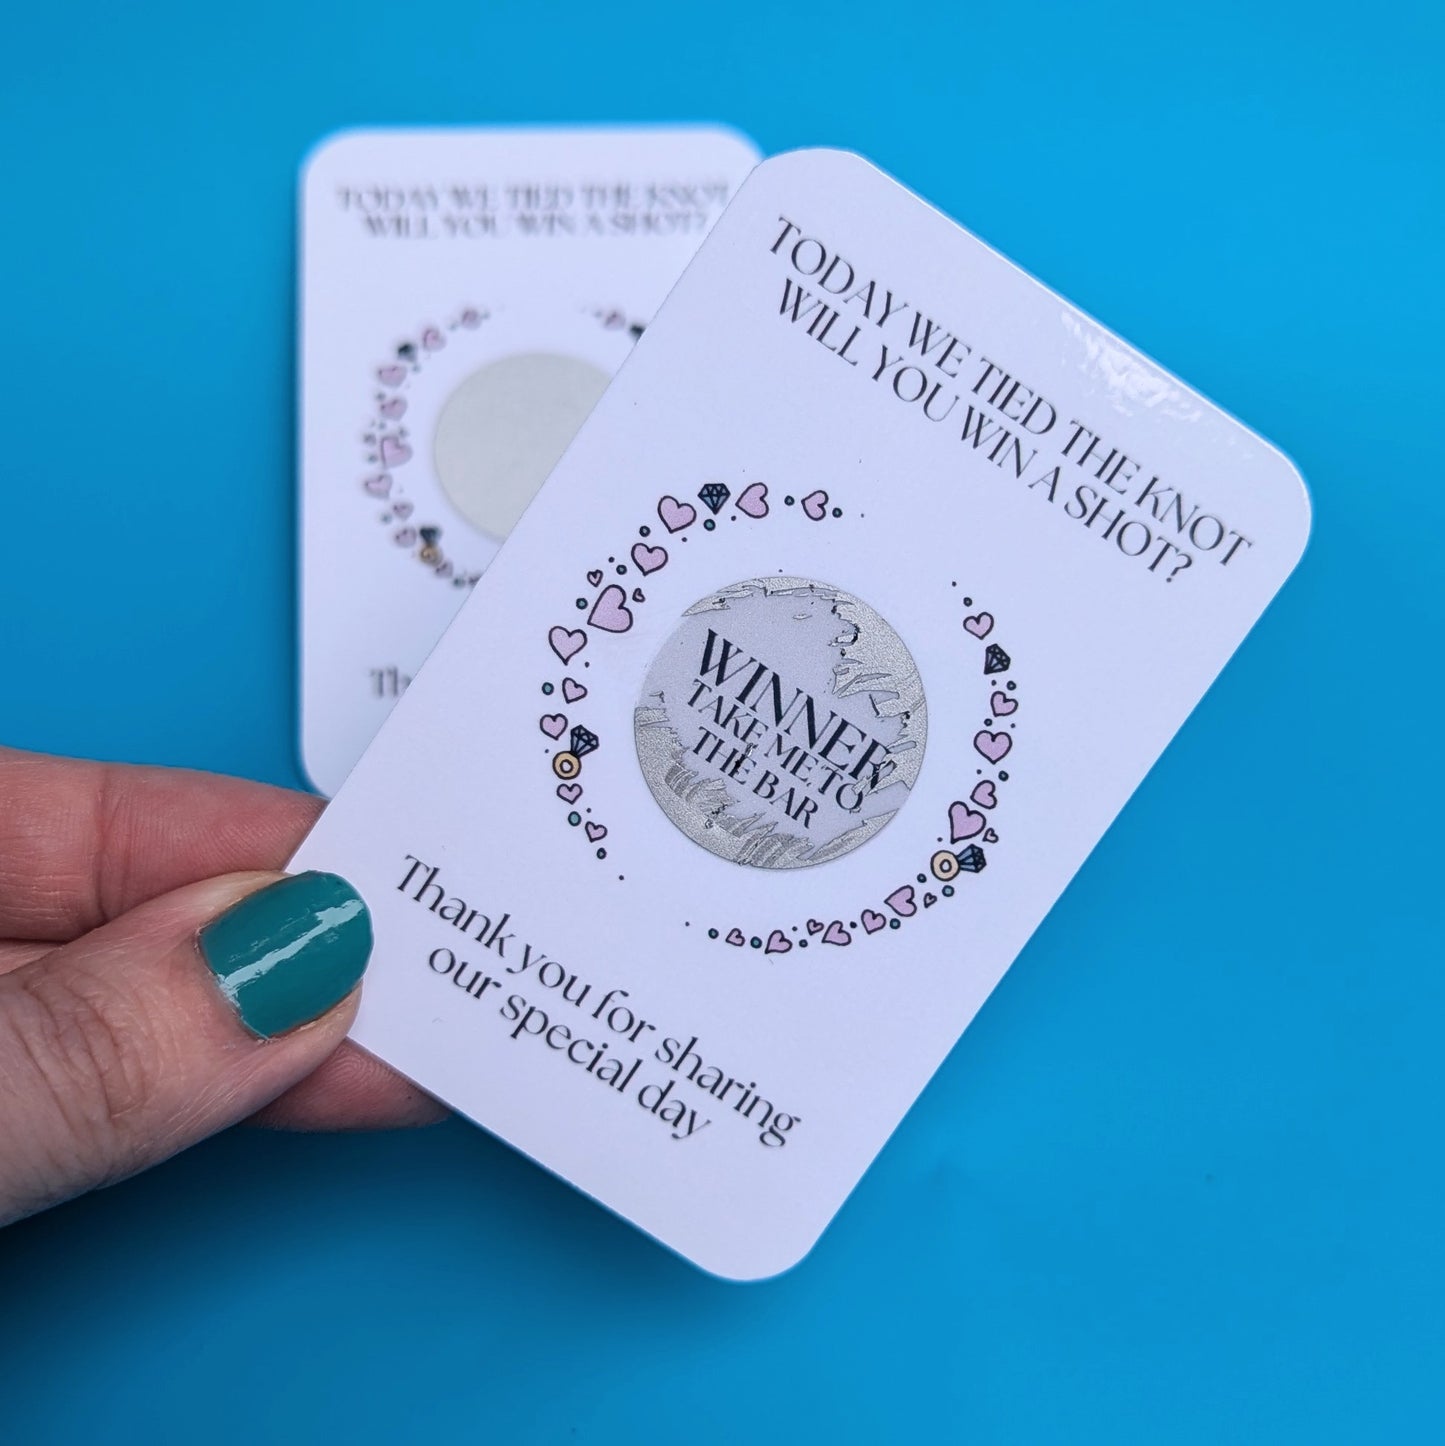 TODAY WE TIED THE KNOT
WILL YOU WIN A SHOT?
Th
TODAY WE TIED THE KNOT
WILL YOU WIN A SHOT?
WINNER
TAKE ME TO
THE BAR
Thank you for sharing
our special day